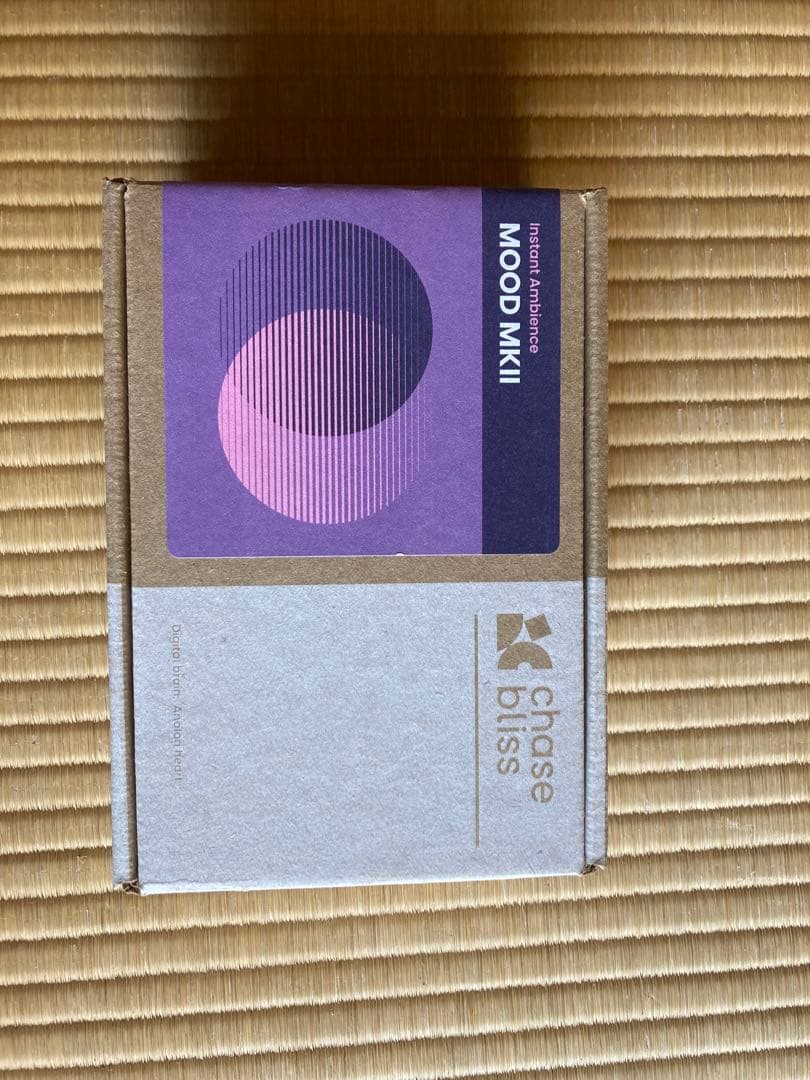 Instant Ambience
MOOD MKII
chase
bliss
Digital brain. Analog heart.